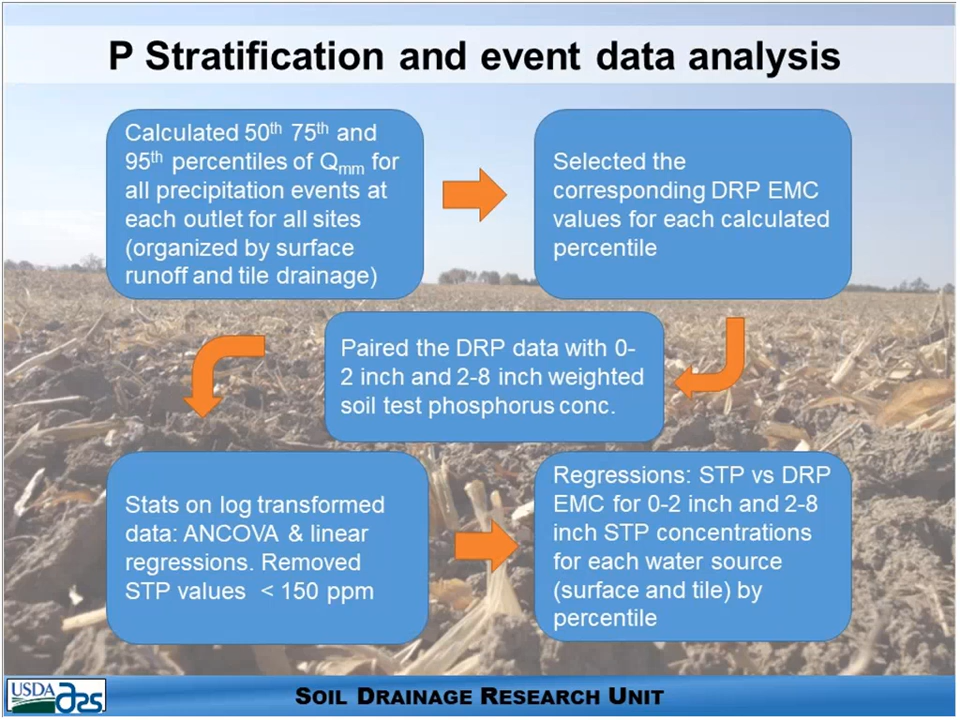 P Stratification and event data analysis
Calculated 50th 75th and
95th percentiles of Qmm for
all precipitation events at
each outlet for all sites
(organized by surface
runoff and tile drainage)
Selected the
corresponding DRP EMC
values for each calculated
percentile
Paired the DRP data with 0-
2 inch and 2-8 inch weighted
soil test phosphorus conc.
Stats on log transformed
data: ANCOVA & linear
regressions. Removed
STP values < 150 ppm
Regressions: STP vs DRP
EMC for 0-2 inch and 2-8
inch STP concentrations
for each water source
(surface and tile) by
percentile
USDA ars
SOIL DRAINAGE RESEARCH UNIT